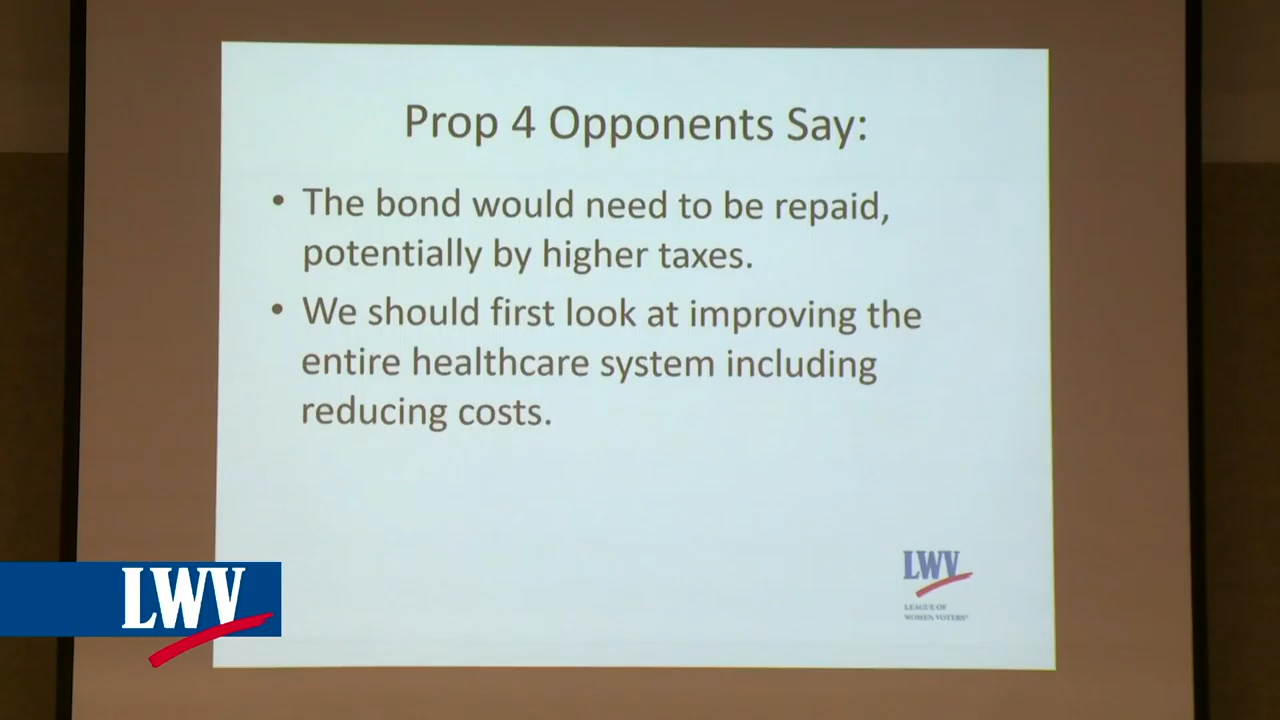 Prop 4 Opponents Say:
• The bond would need to be repaid,
potentially by higher taxes.
• We should first look at improving the
entire healthcare system including
reducing costs.
LWV
LEAGUE OF
WOMEN VOTERS®
LWV